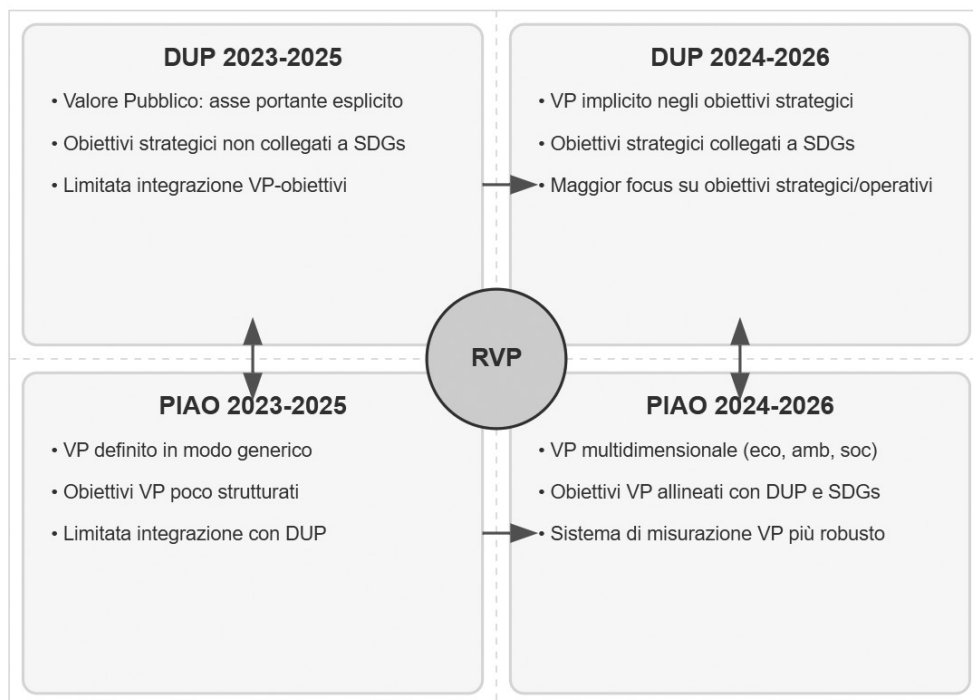 DUP 2023-2025
• Valore Pubblico: asse portante esplicito
• Obiettivi strategici non collegati a SDGs
• Limitata integrazione VP-obiettivi
DUP 2024-2026
• VP implicito negli obiettivi strategici
• Obiettivi strategici collegati a SDGs
• Maggior focus su obiettivi strategici/operativi
RVP
PIAO 2023-2025
• VP definito in modo generico
• Obiettivi VP poco strutturati
• Limitata integrazione con DUP
PIAO 2024-2026
• VP multidimensionale (eco, amb, soc)
• Obiettivi VP allineati con DUP e SDGs
• Sistema di misurazione VP più robusto